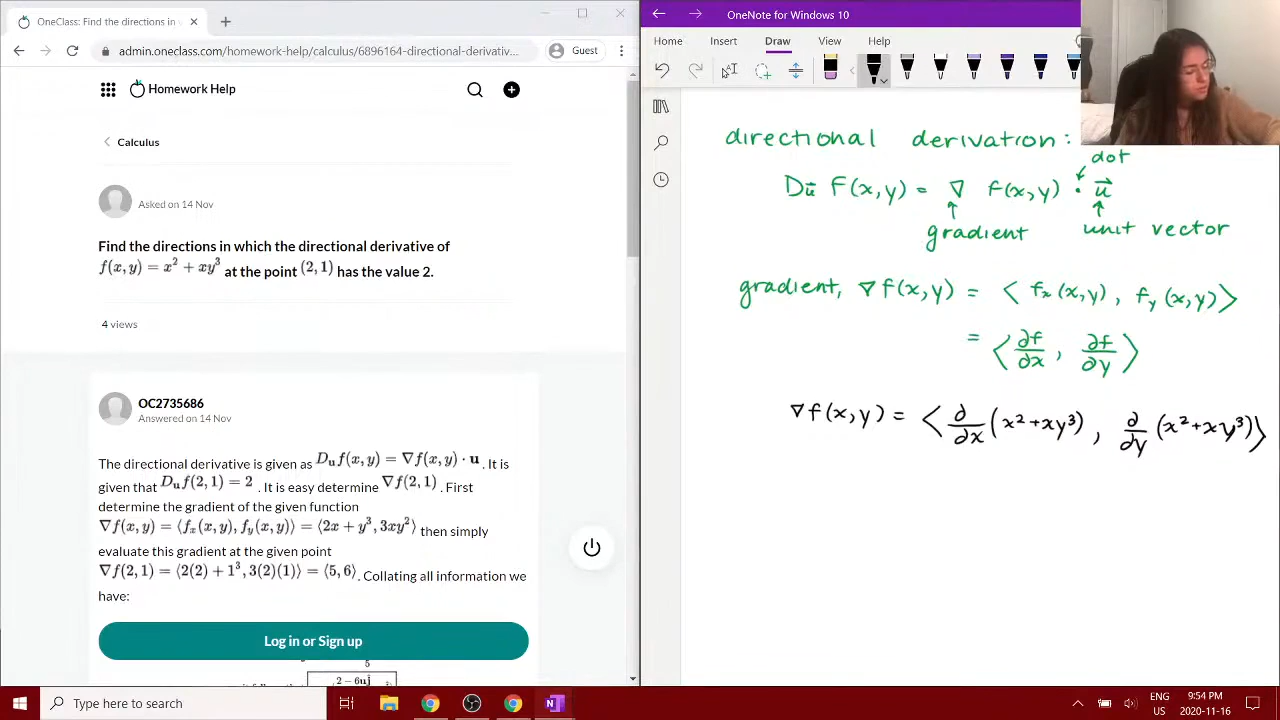 OneClass: Find the directions in v
admin.oneclass.com/homework-help/calculus/6899964-directional-derivativ...
Guest
Homework Help
Calculus
Asked on 14 Nov
Find the directions in which the directional derivative of
f(x, y) = x² + xy³ at the point (2, 1) has the value 2.
4 views
OC2735686
Answered on 14 Nov
The directional derivative is given as D_u f(x, y) = ∇f(x, y) · u . It is
given that D_u f(2, 1) = 2 . It is easy determine ∇f(2, 1) . First
determine the gradient of the given function
∇f(x, y) = ⟨f_x(x, y), f_y(x, y)⟩ = ⟨2x + y³, 3xy²⟩ then simply
evaluate this gradient at the given point
∇f(2, 1) = ⟨2(2) + 1³, 3(2)(1)⟩ = ⟨5, 6⟩ . Collating all information we
have:
Log in or Sign up
5
2 − 6uj
OneNote for Windows 10
Home Insert Draw View Help
directional derivation:
dot
Dū F(x,y) = ∇ f(x,y) · u⃗
gradient unit vector
gradient, ∇f(x,y) = ⟨ fx(x,y), fy(x,y)⟩
= ⟨∂f/∂x, ∂f/∂y⟩
∇f(x,y) = ⟨∂/∂x(x²+xy³), ∂/∂y(x²+xy³)⟩
Type here to search
ENG
US
9:54 PM
2020-11-16